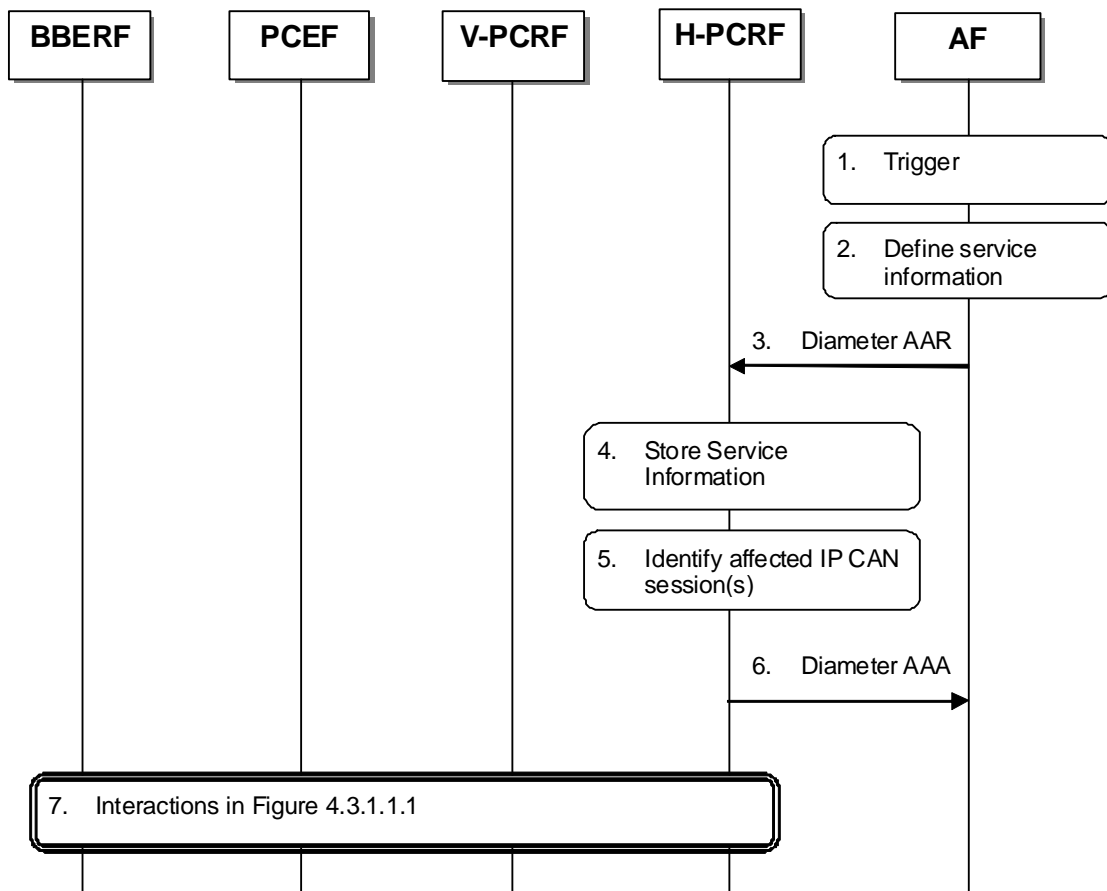 BBERF PCEF V-PCRF H-PCRF AF
1. Trigger
2. Define service
information
3. Diameter AAR
4. Store Service
Information
5. Identify affected IP CAN
session(s)
6. Diameter AAA
7. Interactions in Figure 4.3.1.1.1